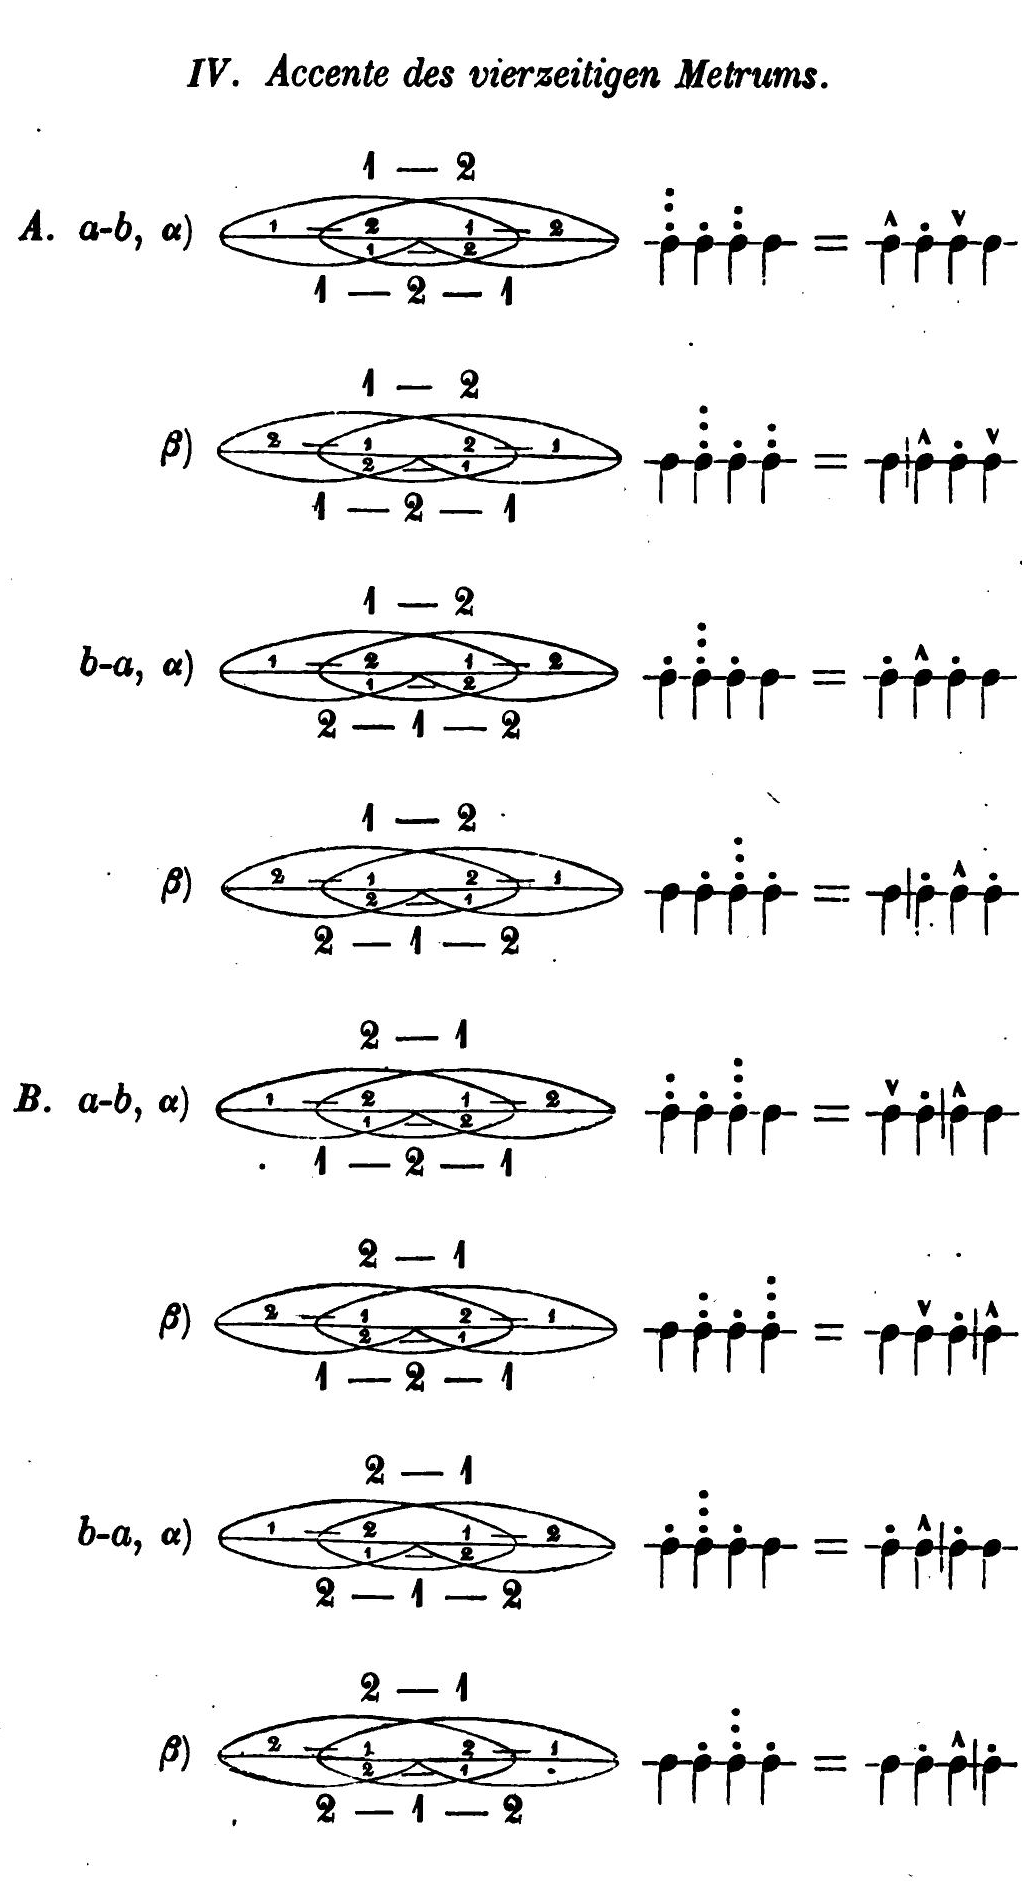 IV. Accente des vierzeitigen Metrums.
1 — 2
A. a-b, α) 1 — 2 1 — 2
1 — 2
1 — 2 — 1
1 — 2
β) 2 — 1 2 — 1
2 — 1
1 — 2 — 1
1 — 2
b-a, α) 1 — 2 1 — 2
1 — 2
2 — 1 — 2
1 — 2
β) 2 — 1 2 — 1
2 — 1
2 — 1 — 2
2 — 1
B. a-b, α) 1 — 2 1 — 2
1 — 2
1 — 2 — 1
2 — 1
β) 2 — 1 2 — 1
2 — 1
1 — 2 — 1
2 — 1
b-a, α) 1 — 2 1 — 2
1 — 2
2 — 1 — 2
2 — 1
β) 2 — 1 2 — 1
2 — 1
2 — 1 — 2